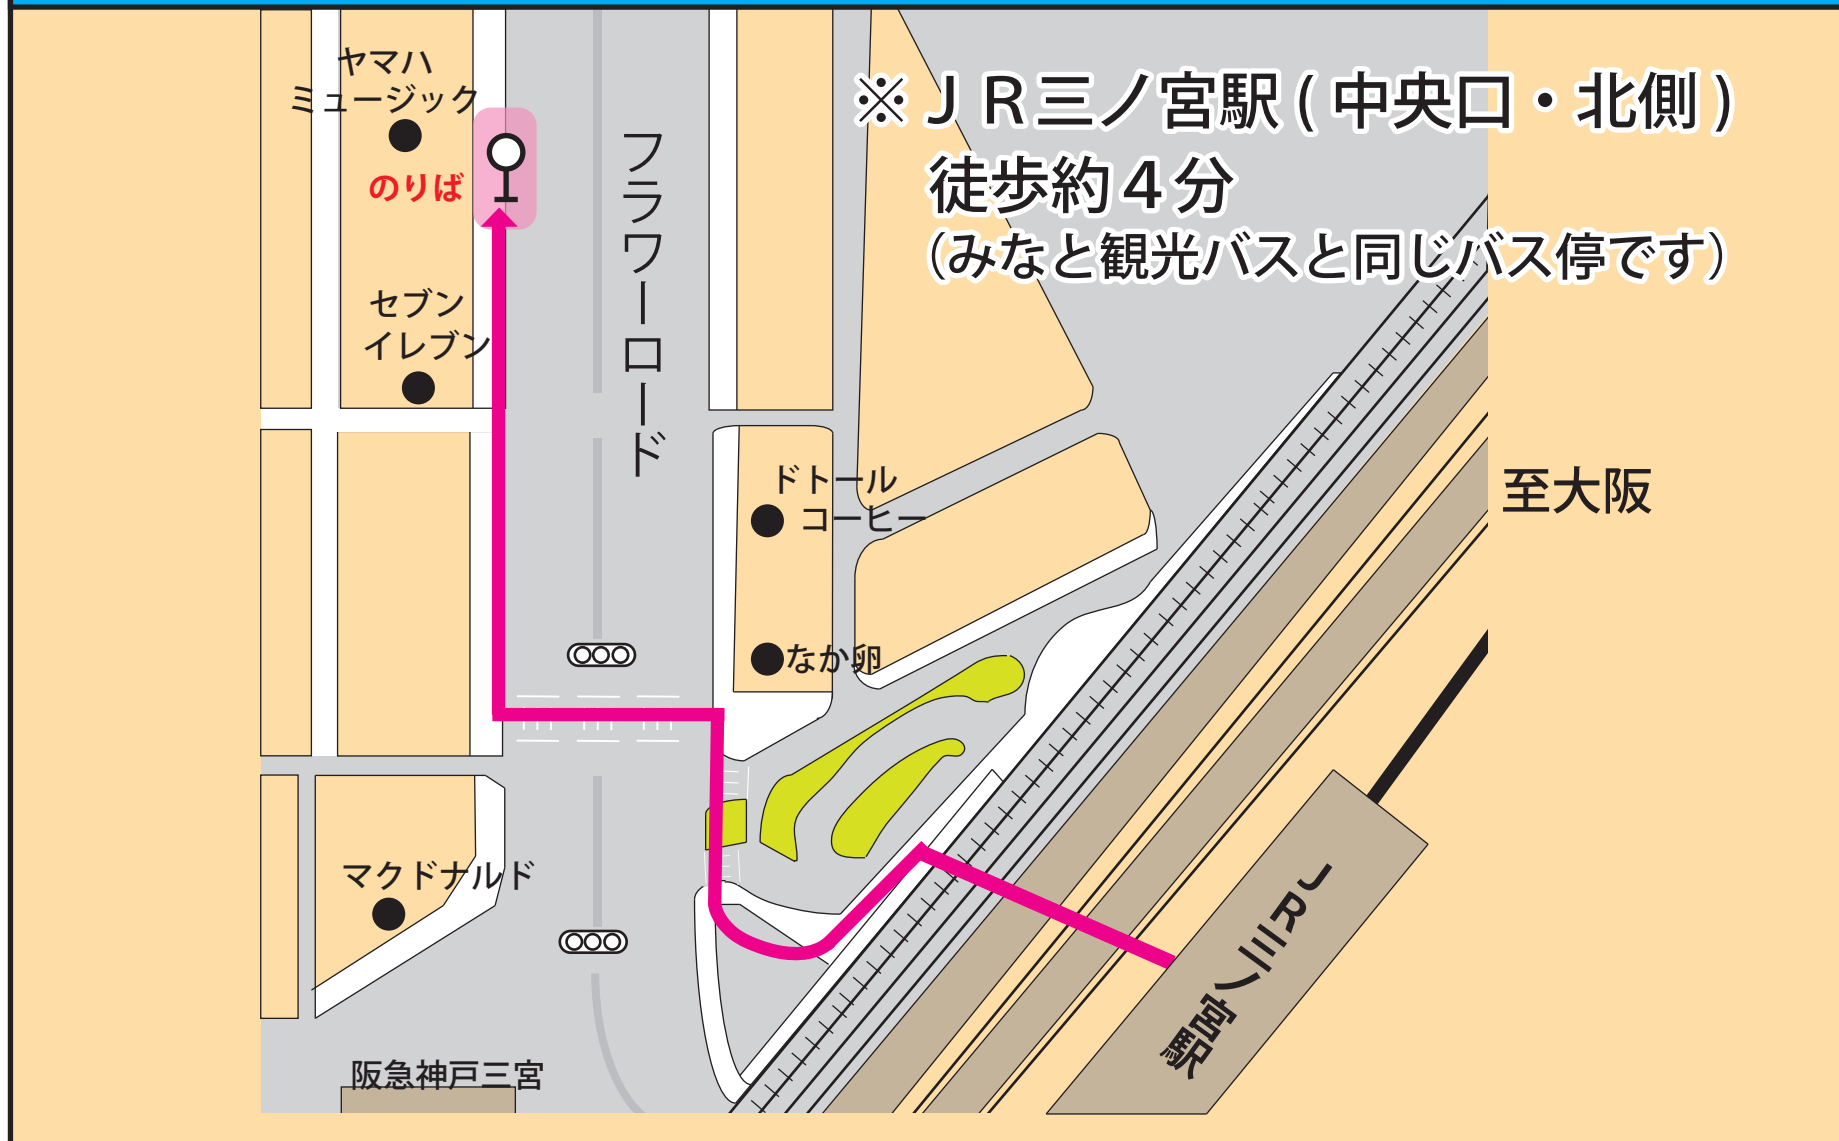 ヤマハ
ミュージック
のりば
セブン
イレブン
フラワーロード
※ＪＲ三ノ宮駅(中央口・北側)
徒歩約４分
（みなと観光バスと同じバス停です）
ドトール
コーヒー
至大阪
なか卵
マクドナルド
ＪＲ三ノ宮駅
阪急神戸三宮